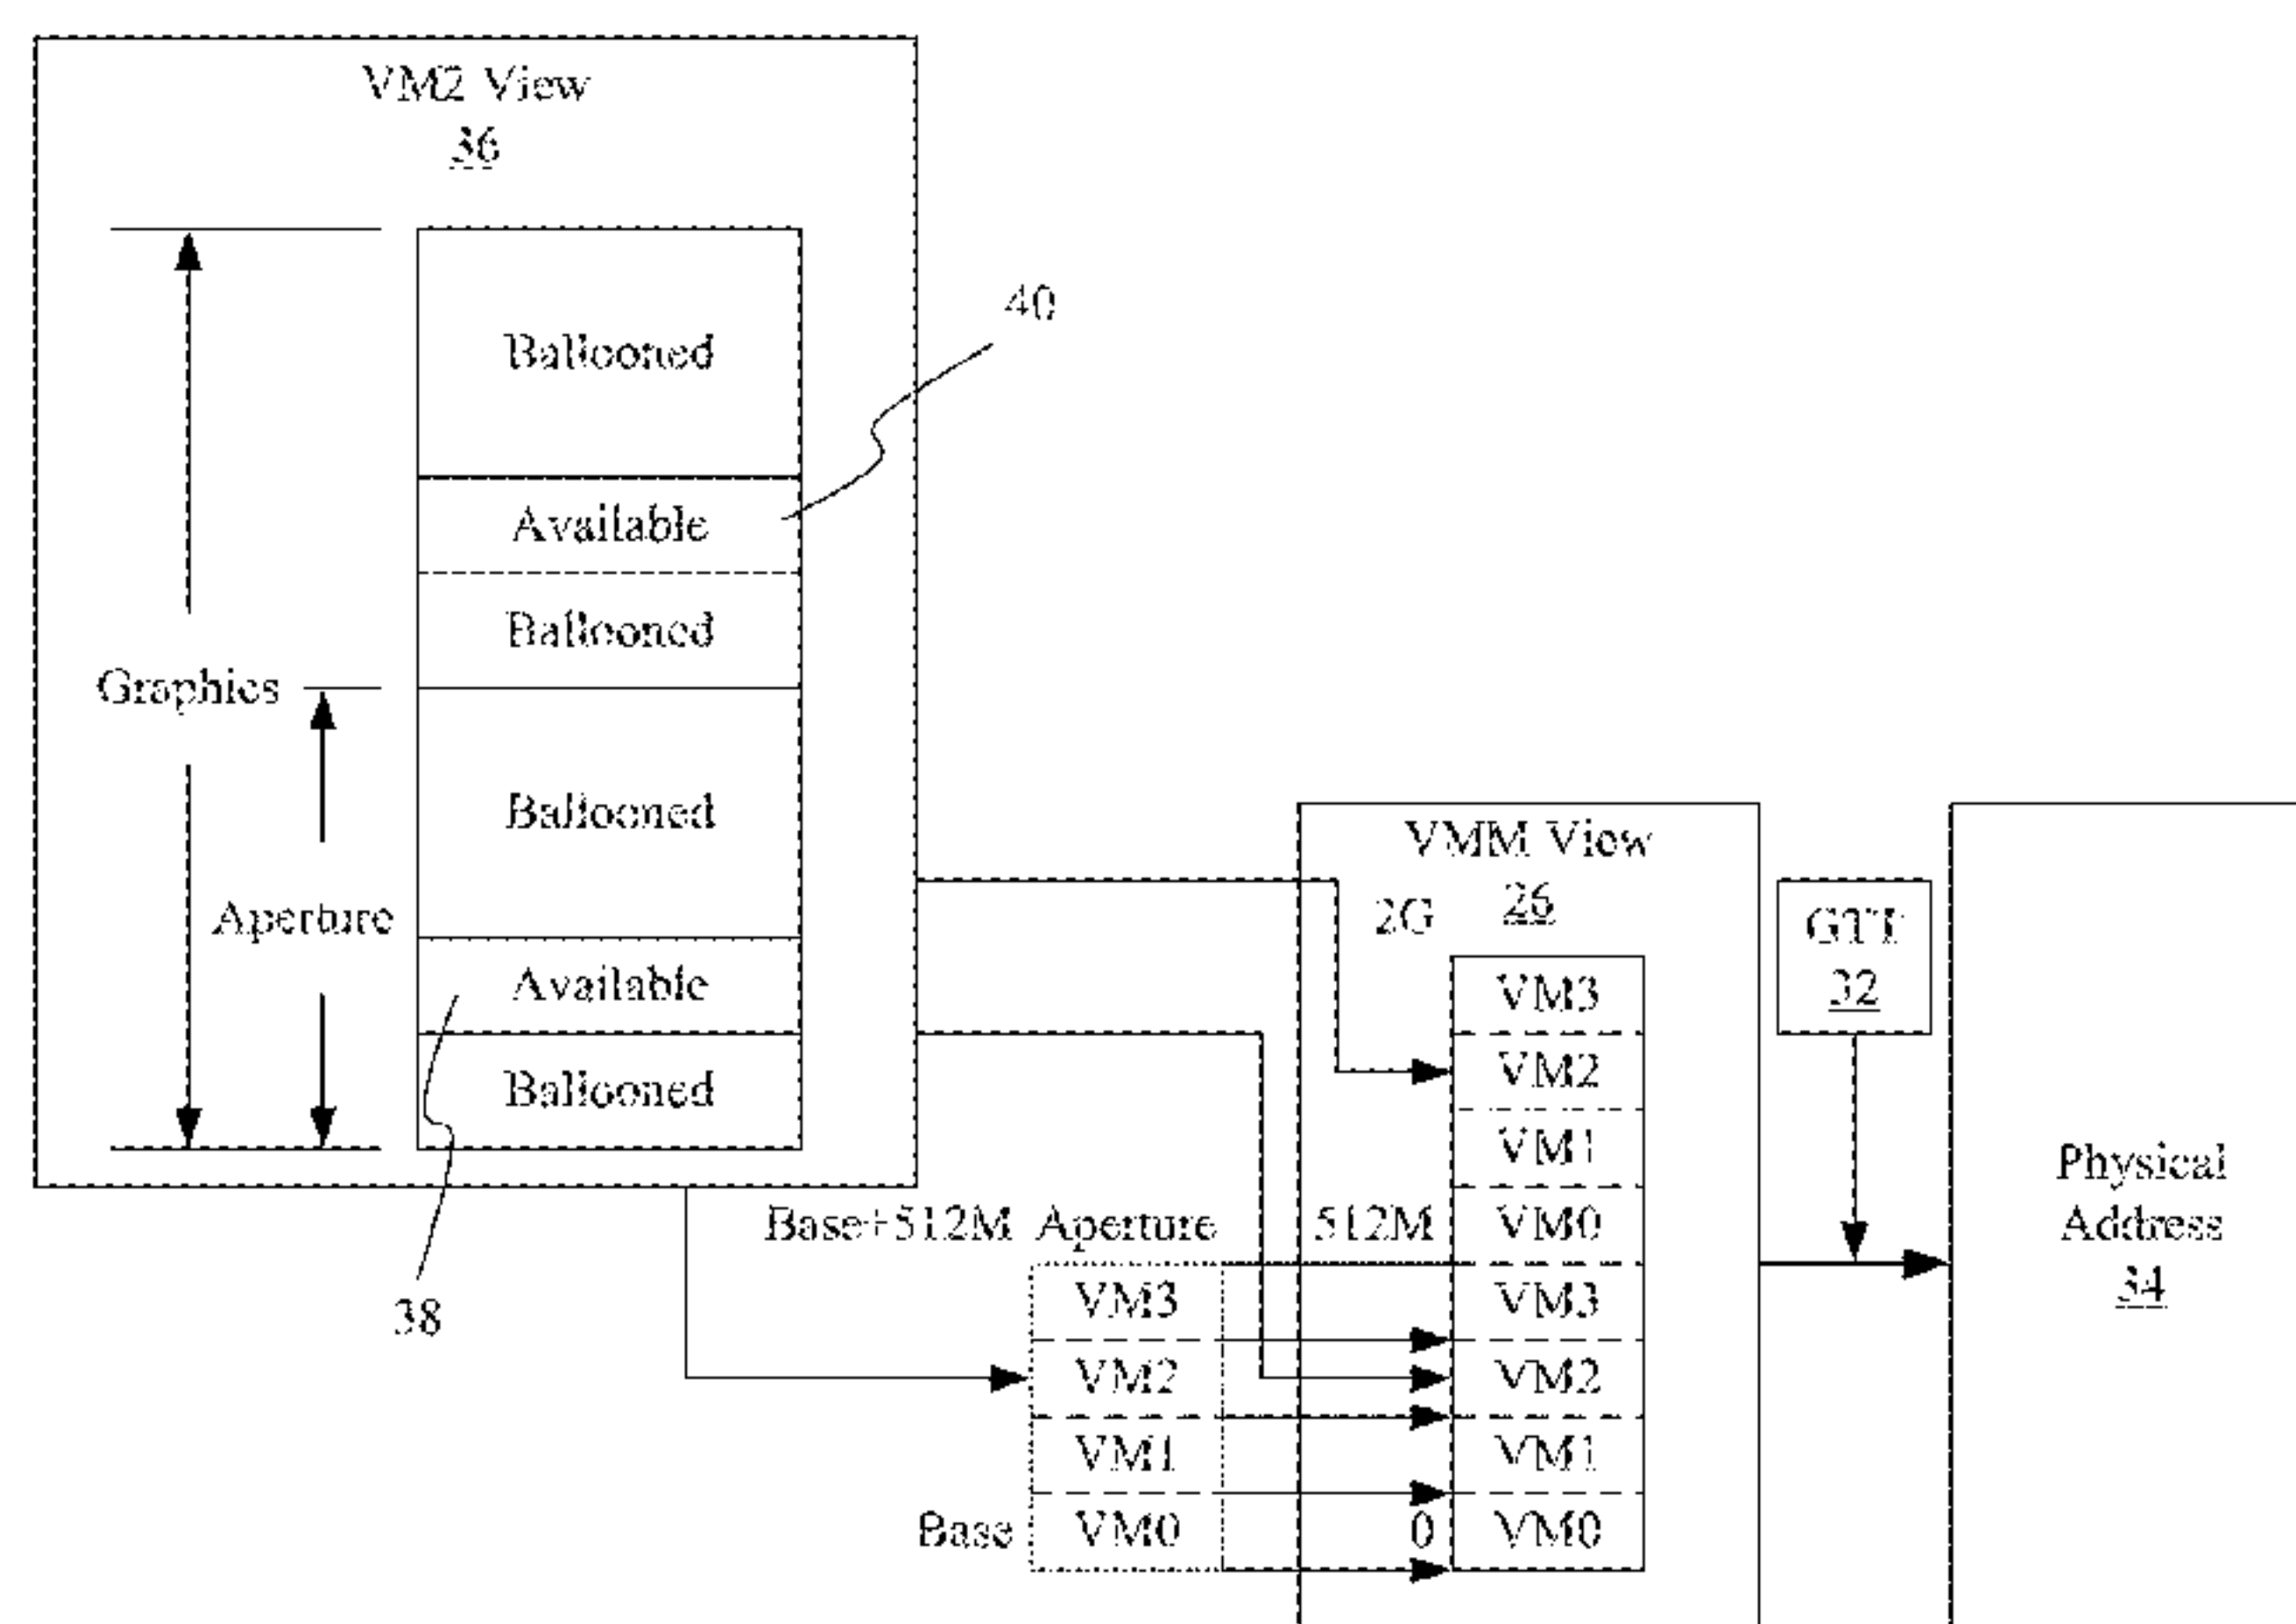 VM2 View
36
40
Ballooned
Available
Ballooned
Graphics
Ballooned
Aperture
Available
Ballooned
38
VMM View
26
2G
VM3
VM2
VM1
VM0
VM3
VM2
VM1
VM0
512M
0
GTT
32
Physical
Address
34
Base+512M Aperture
VM3
VM2
VM1
VM0
Base